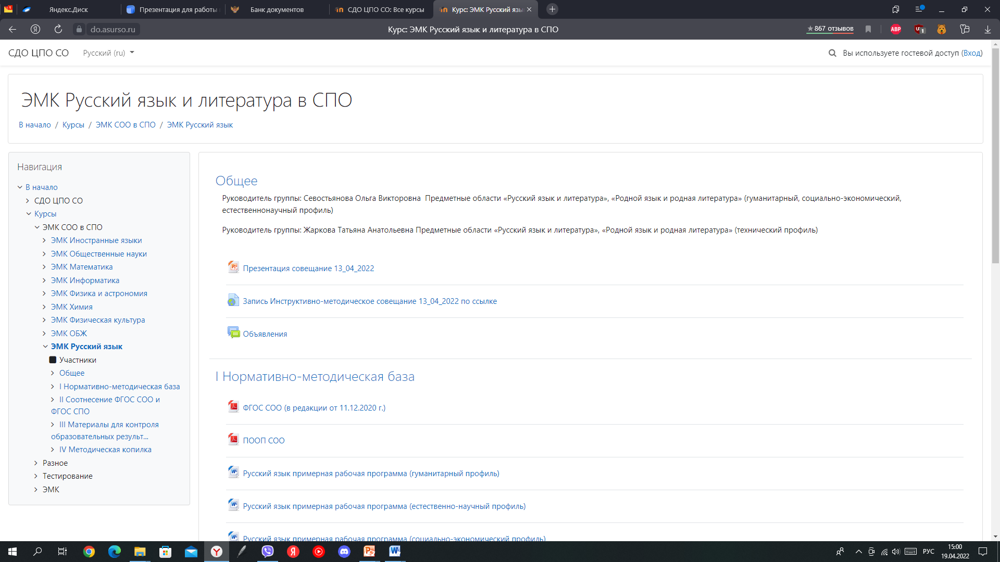 Яндекс.Диск
Презентация для работы
Банк документов
СДО ЦПО СО: Все курсы
Курс: ЭМК Русский язы
do.asurso.ru
Курс: ЭМК Русский язык и литература в СПО
★867 отзывов
ABP
1
СДО ЦПО СО
Русский (ru)
Вы используете гостевой доступ (Вход)
ЭМК Русский язык и литература в СПО
В начало / Курсы / ЭМК СОО в СПО / ЭМК Русский язык
Навигация
В начало
СДО ЦПО СО
Курсы
ЭМК СОО в СПО
ЭМК Иностранные языки
ЭМК Общественные науки
ЭМК Математика
ЭМК Информатика
ЭМК Физика и астрономия
ЭМК Химия
ЭМК Физическая культура
ЭМК ОБЖ
ЭМК Русский язык
Участники
Общее
I Нормативно-методическая база
II Соотнесение ФГОС СОО и
ФГОС СПО
III Материалы для контроля
образовательных результ...
IV Методическая копилка
Разное
Тестирование
ЭМК
Общее
Руководитель группы: Севостьянова Ольга Викторовна Предметные области «Русский язык и литература», «Родной язык и родная литература» (гуманитарный, социально-экономический,
естественнонаучный профиль)
Руководитель группы: Жаркова Татьяна Анатольевна Предметные области «Русский язык и литература», «Родной язык и родная литература» (технический профиль)
Презентация совещание 13_04_2022
Запись Инструктивно-методическое совещание 13_04_2022 по ссылке
Объявления
I Нормативно-методическая база
ФГОС СОО (в редакции от 11.12.2020 г.)
ПООП СОО
Русский язык примерная рабочая программа (гуманитарный профиль)
Русский язык примерная рабочая программа (естественно-научный профиль)
Русский язык примерная рабочая программа (социально-экономический профиль)
РУС
15:00
19.04.2022